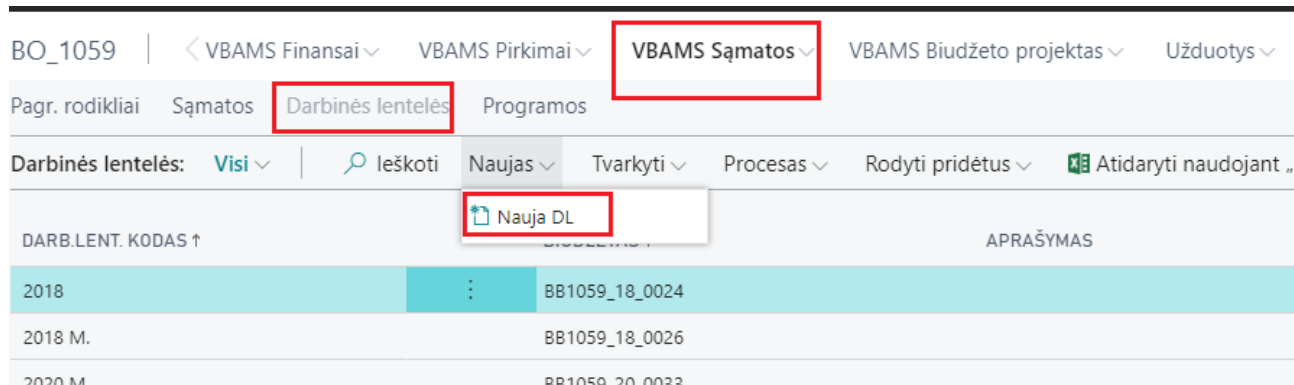 BO_1059 VBAMS Finansai VBAMS Pirkimai VBAMS Sąmatos VBAMS Biudžeto projektas Užduotys
Pagr. rodikliai Sąmatos Darbinės lentelės Programos
Darbinės lentelės: Visi Ieškoti Naujas Tvarkyti Procesas Rodyti pridėtus Atidaryti naudojant „
Nauja DL
DARB.LENT. KODAS ↑ APRAŠYMAS
2018 BB1059_18_0024
2018 M. BB1059_18_0026
2020 M. BB1059_20_0033